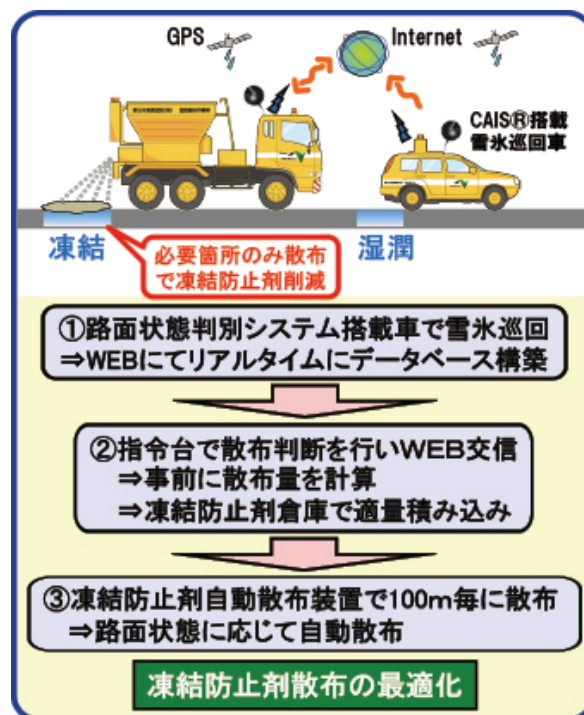 GPS
Internet
CAIS®搭載
雪氷巡回車
凍結
必要箇所のみ散布
で凍結防止剤削減
湿潤
①路面状態判別システム搭載車で雪氷巡回
⇒WEBにてリアルタイムにデータベース構築
②指令台で散布判断を行いWEB交信
⇒事前に散布量を計算
⇒凍結防止剤倉庫で適量積み込み
③凍結防止剤自動散布装置で100m毎に散布
⇒路面状態に応じて自動散布
凍結防止剤散布の最適化